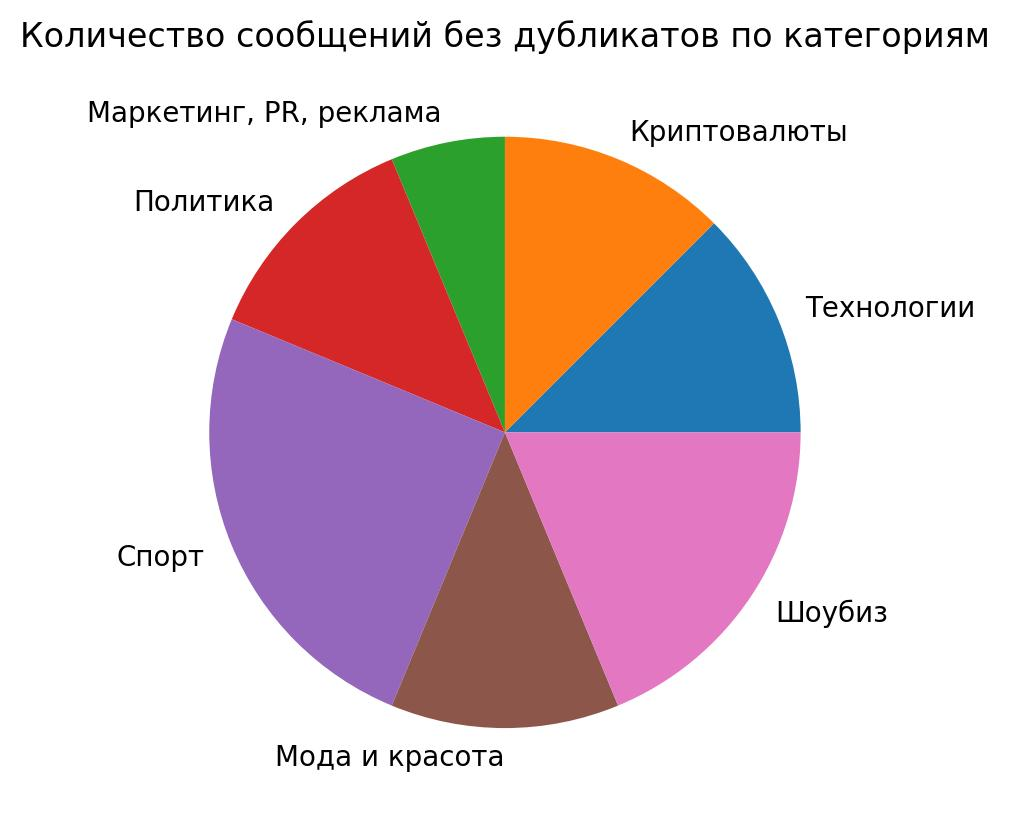 Количество сообщений без дубликатов по категориям
Маркетинг, PR, реклама
Криптовалюты
Политика
Технологии
Спорт
Шоубиз
Мода и красота